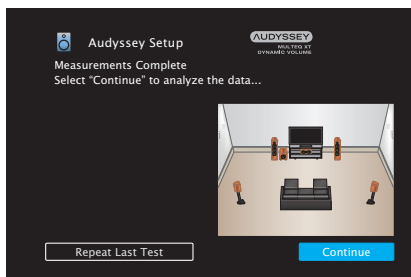 Audyssey Setup
AUDYSSEY
MULTEQ XT
DYNAMIC VOLUME
Measurements Complete
Select “Continue” to analyze the data...
Repeat Last Test
Continue